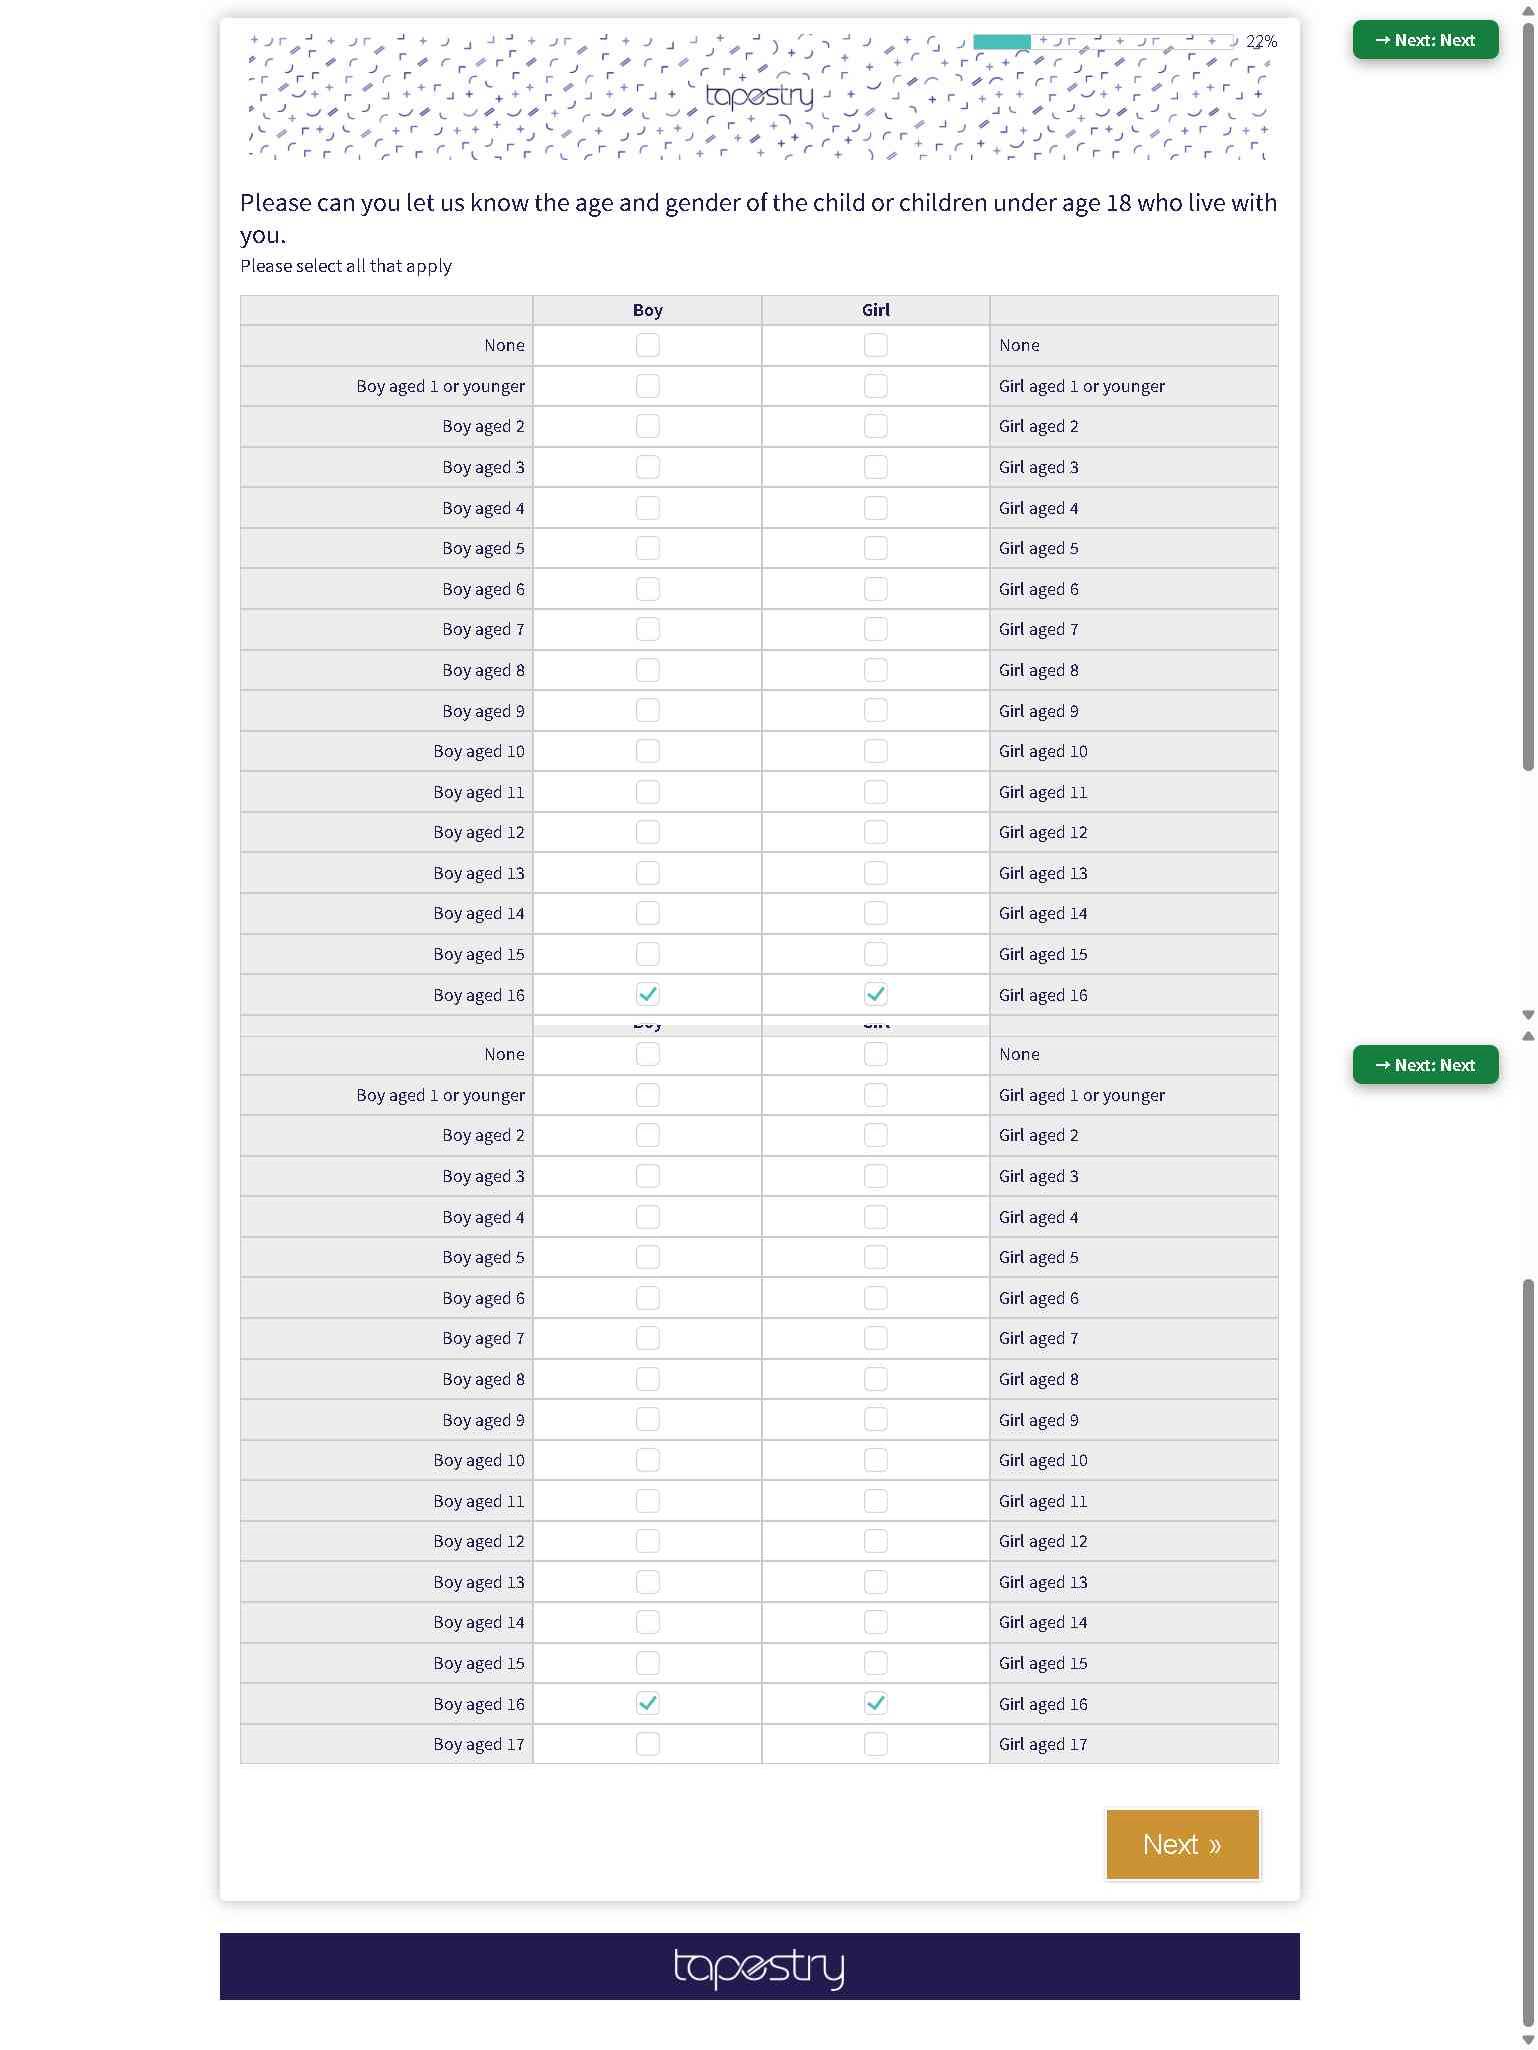 22%
tapestry
→ Next: Next
Please can you let us know the age and gender of the child or children under age 18 who live with
you.
Please select all that apply
Boy Girl
None None
Boy aged 1 or younger Girl aged 1 or younger
Boy aged 2 Girl aged 2
Boy aged 3 Girl aged 3
Boy aged 4 Girl aged 4
Boy aged 5 Girl aged 5
Boy aged 6 Girl aged 6
Boy aged 7 Girl aged 7
Boy aged 8 Girl aged 8
Boy aged 9 Girl aged 9
Boy aged 10 Girl aged 10
Boy aged 11 Girl aged 11
Boy aged 12 Girl aged 12
Boy aged 13 Girl aged 13
Boy aged 14 Girl aged 14
Boy aged 15 Girl aged 15
Boy aged 16 Girl aged 16
Boy Girl
None None
→ Next: Next
Boy aged 1 or younger Girl aged 1 or younger
Boy aged 2 Girl aged 2
Boy aged 3 Girl aged 3
Boy aged 4 Girl aged 4
Boy aged 5 Girl aged 5
Boy aged 6 Girl aged 6
Boy aged 7 Girl aged 7
Boy aged 8 Girl aged 8
Boy aged 9 Girl aged 9
Boy aged 10 Girl aged 10
Boy aged 11 Girl aged 11
Boy aged 12 Girl aged 12
Boy aged 13 Girl aged 13
Boy aged 14 Girl aged 14
Boy aged 15 Girl aged 15
Boy aged 16 Girl aged 16
Boy aged 17 Girl aged 17
Next »
tapestry